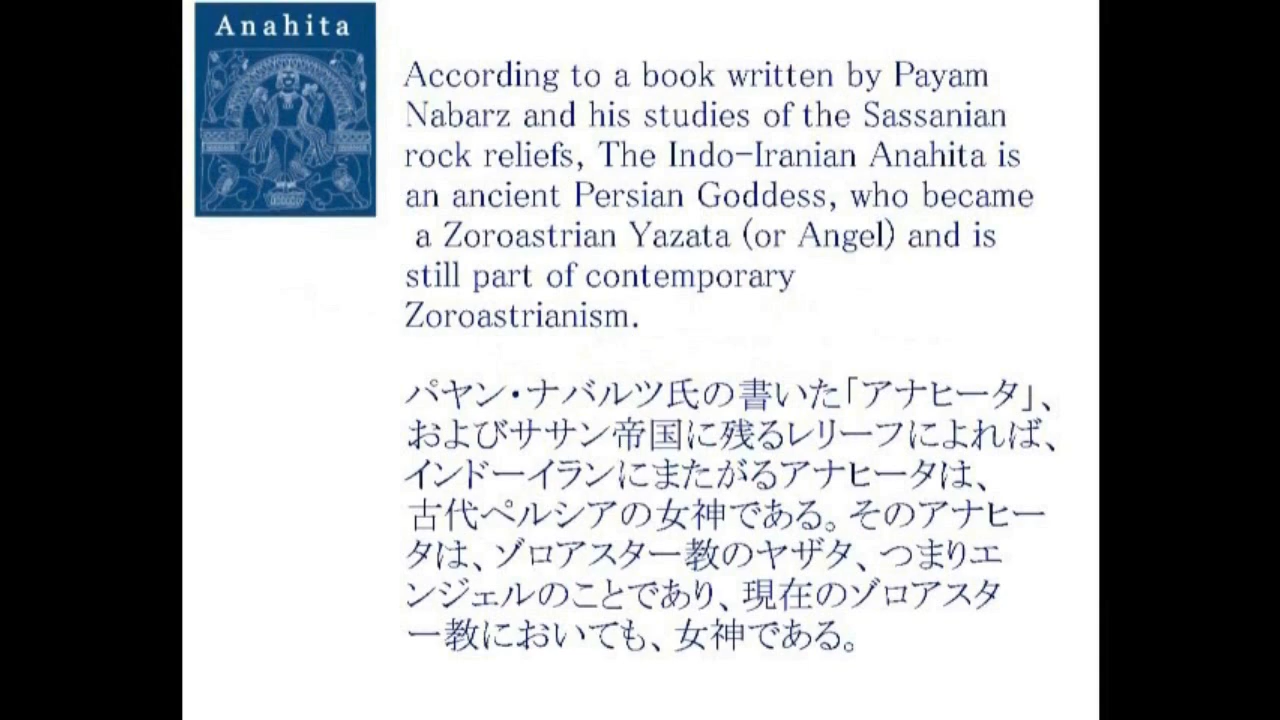 Anahita
According to a book written by Payam
Nabarz and his studies of the Sassanian
rock reliefs, The Indo-Iranian Anahita is
an ancient Persian Goddess, who became
a Zoroastrian Yazata (or Angel) and is
still part of contemporary
Zoroastrianism.
パヤン・ナバルツ氏の書いた「アナヒータ」、
およびササン帝国に残るレリーフによれば、
インドーイランにまたがるアナヒータは、
古代ペルシアの女神である。そのアナヒー
タは、ゾロアスター教のヤザタ、つまりエ
ンジェルのことであり、現在のゾロアスタ
ー教においても、女神である。